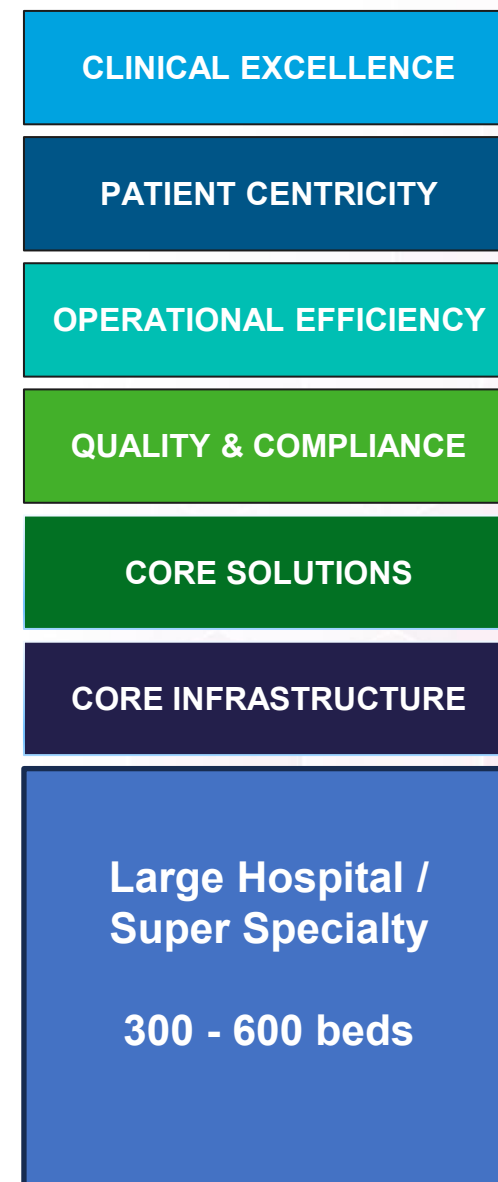 CLINICAL EXCELLENCE
PATIENT CENTRICITY
OPERATIONAL EFFICIENCY
QUALITY & COMPLIANCE
CORE SOLUTIONS
CORE INFRASTRUCTURE
Large Hospital /
Super Specialty
300 - 600 beds